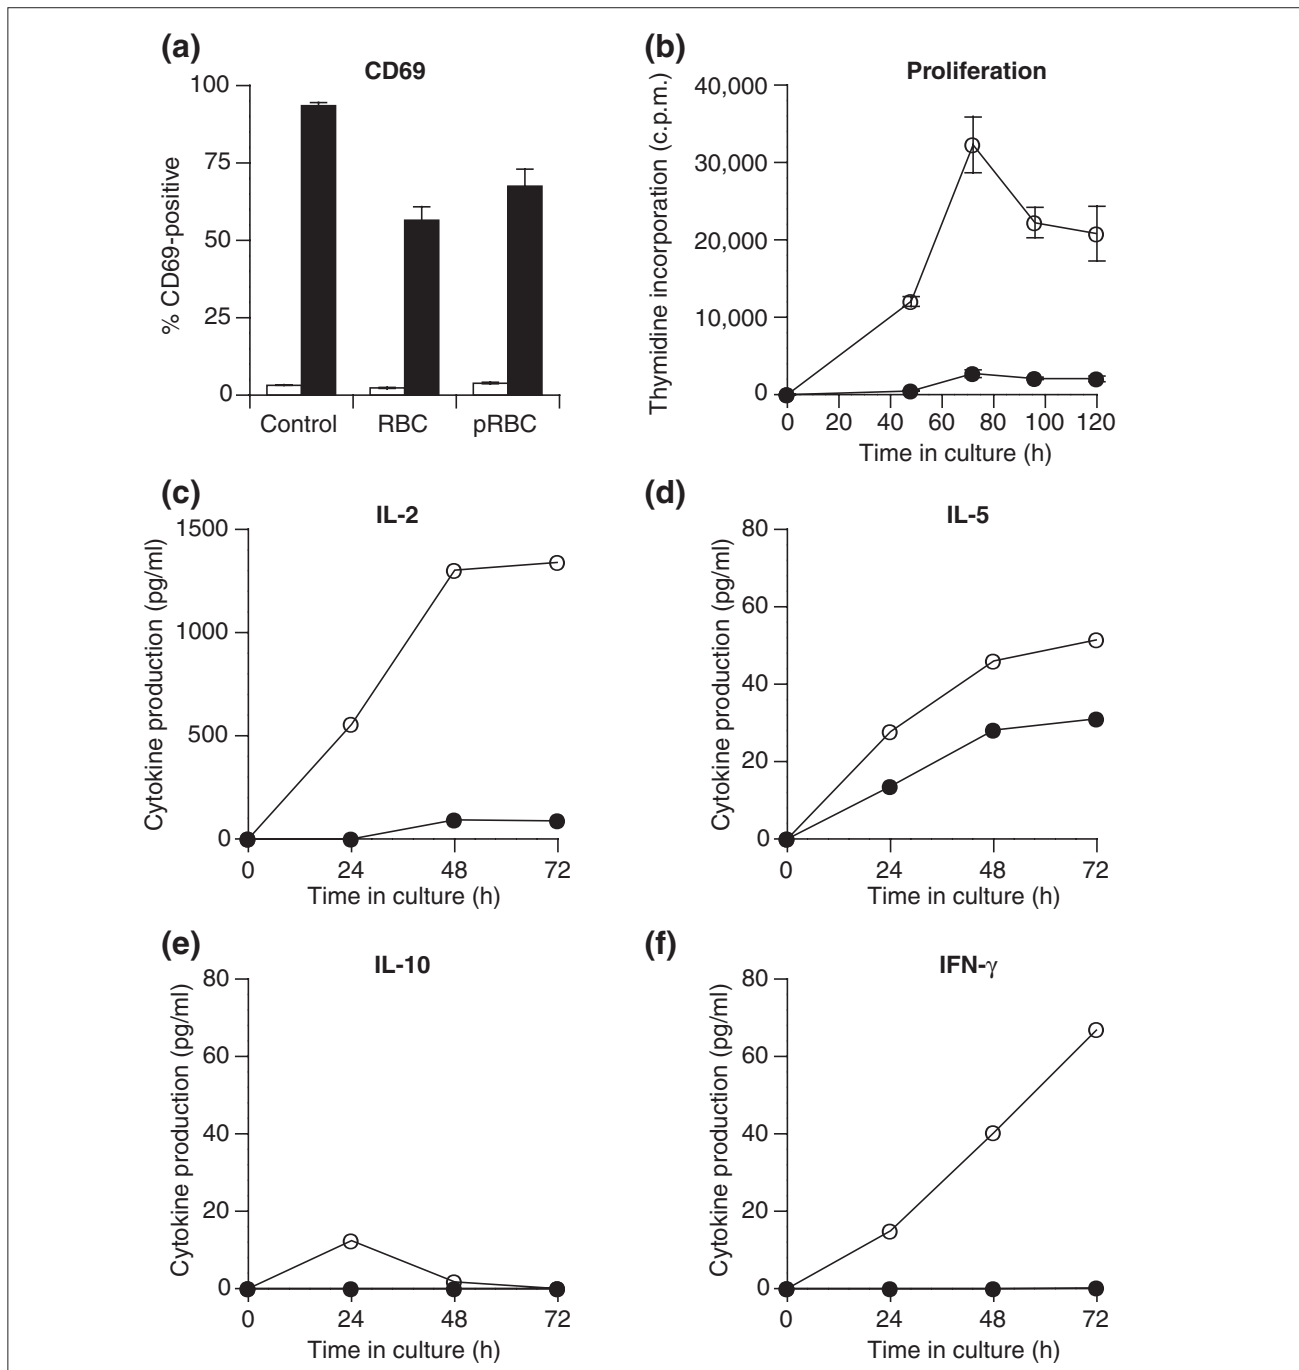 (a)
CD69
% CD69-positive
100
75
50
25
0
Control RBC pRBC
(b)
Proliferation
Thymidine incorporation (c.p.m.)
40,000
30,000
20,000
10,000
0
0 20 40 60 80 100 120
Time in culture (h)
(c)
IL-2
Cytokine production (pg/ml)
1500
1000
500
0
0 24 48 72
Time in culture (h)
(d)
IL-5
Cytokine production (pg/ml)
80
60
40
20
0
0 24 48 72
Time in culture (h)
(e)
IL-10
Cytokine production (pg/ml)
80
60
40
20
0
0 24 48 72
Time in culture (h)
(f)
IFN-γ
Cytokine production (pg/ml)
80
60
40
20
0
0 24 48 72
Time in culture (h)